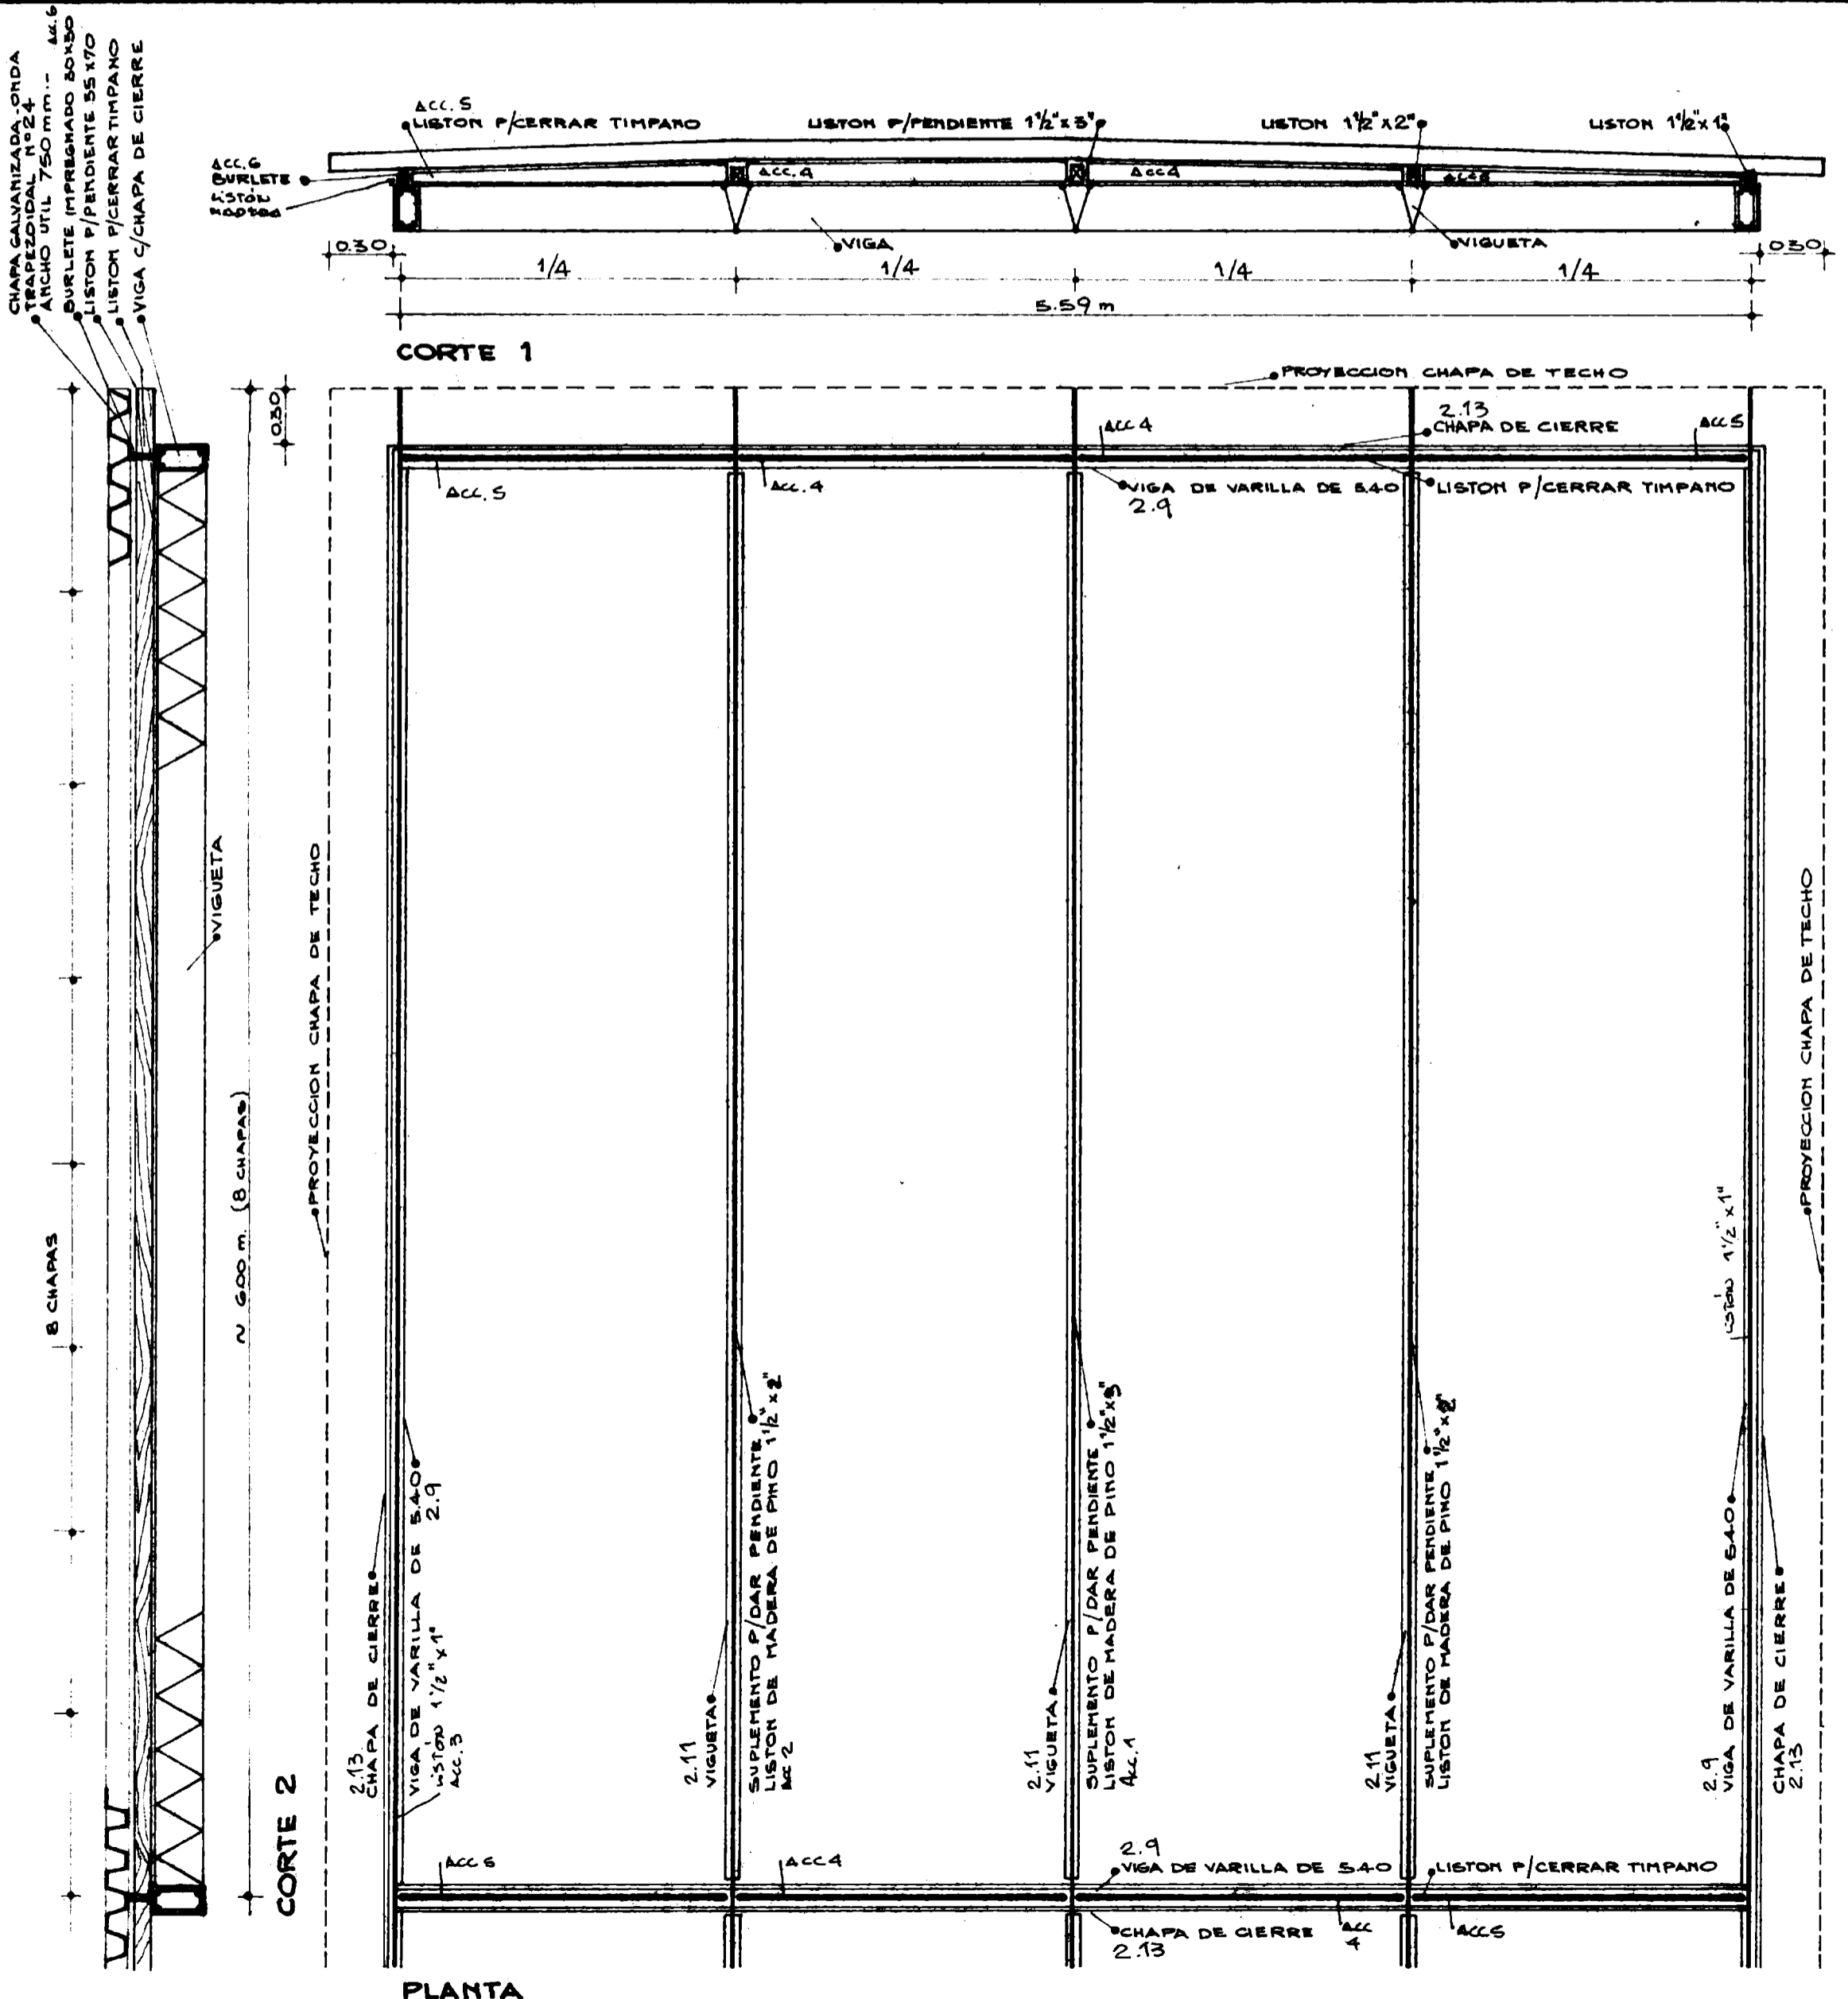 CHAPA GALVANIZADA-ONDA
TRAPEZOIDAL Nº24
ANCHO UTIL 750 mm.-
ACC.6
BURLETE IMPREGNADO 30x30
LISTON P/PENDIENTE 35x70
LISTON P/CERRAR TIMPANO
VIGA C/CHAPA DE CIERRE
ACC. 5
LISTON P/CERRAR TIMPANO
LISTON P/PENDIENTE 1½"x3"
LISTON 1½"x2"
LISTON 1½"x1"
ACC.6
BURLETE
LISTÓN
MADERA
ACC.4
ACC4
VIGA
VIGUETA
0.30
1/4
1/4
1/4
1/4
0.30
5.59 m
CORTE 1
PROYECCION CHAPA DE TECHO
0.30
2.13
CHAPA DE CIERRE
ACC 4
ACC 5
ACC. 5
ACC. 4
VIGA DE VARILLA DE 5.40
2.9
LISTON P/CERRAR TIMPANO
VIGUETA
PROYECCION CHAPA DE TECHO
PROYECCION CHAPA DE TECHO
8 CHAPAS
~ 6.00 m. (8 CHAPAS)
LISTÓN 1½"x1"
2.13
CHAPA DE CIERRE
VIGA DE VARILLA DE 5.40
2.9
LISTÓN 1½"x1"
ACC.3
2.11
VIGUETA
SUPLEMENTO P/DAR PENDIENTE
LISTON DE MADERA DE PINO 1½"x2"
ACC 2
2.11
VIGUETA
SUPLEMENTO P/DAR PENDIENTE
LISTON DE MADERA DE PINO 1½"x3"
ACC.1
2.11
VIGUETA
SUPLEMENTO P/DAR PENDIENTE
LISTON DE MADERA DE PINO 1½"x2"
2.9
VIGA DE VARILLA DE 5.40
CHAPA DE CIERRE
2.13
CORTE 2
ACC 5
ACC 4
2.9
VIGA DE VARILLA DE 5.40
LISTON P/CERRAR TIMPANO
CHAPA DE CIERRE
2.13
ACC
4
ACC5
PLANTA